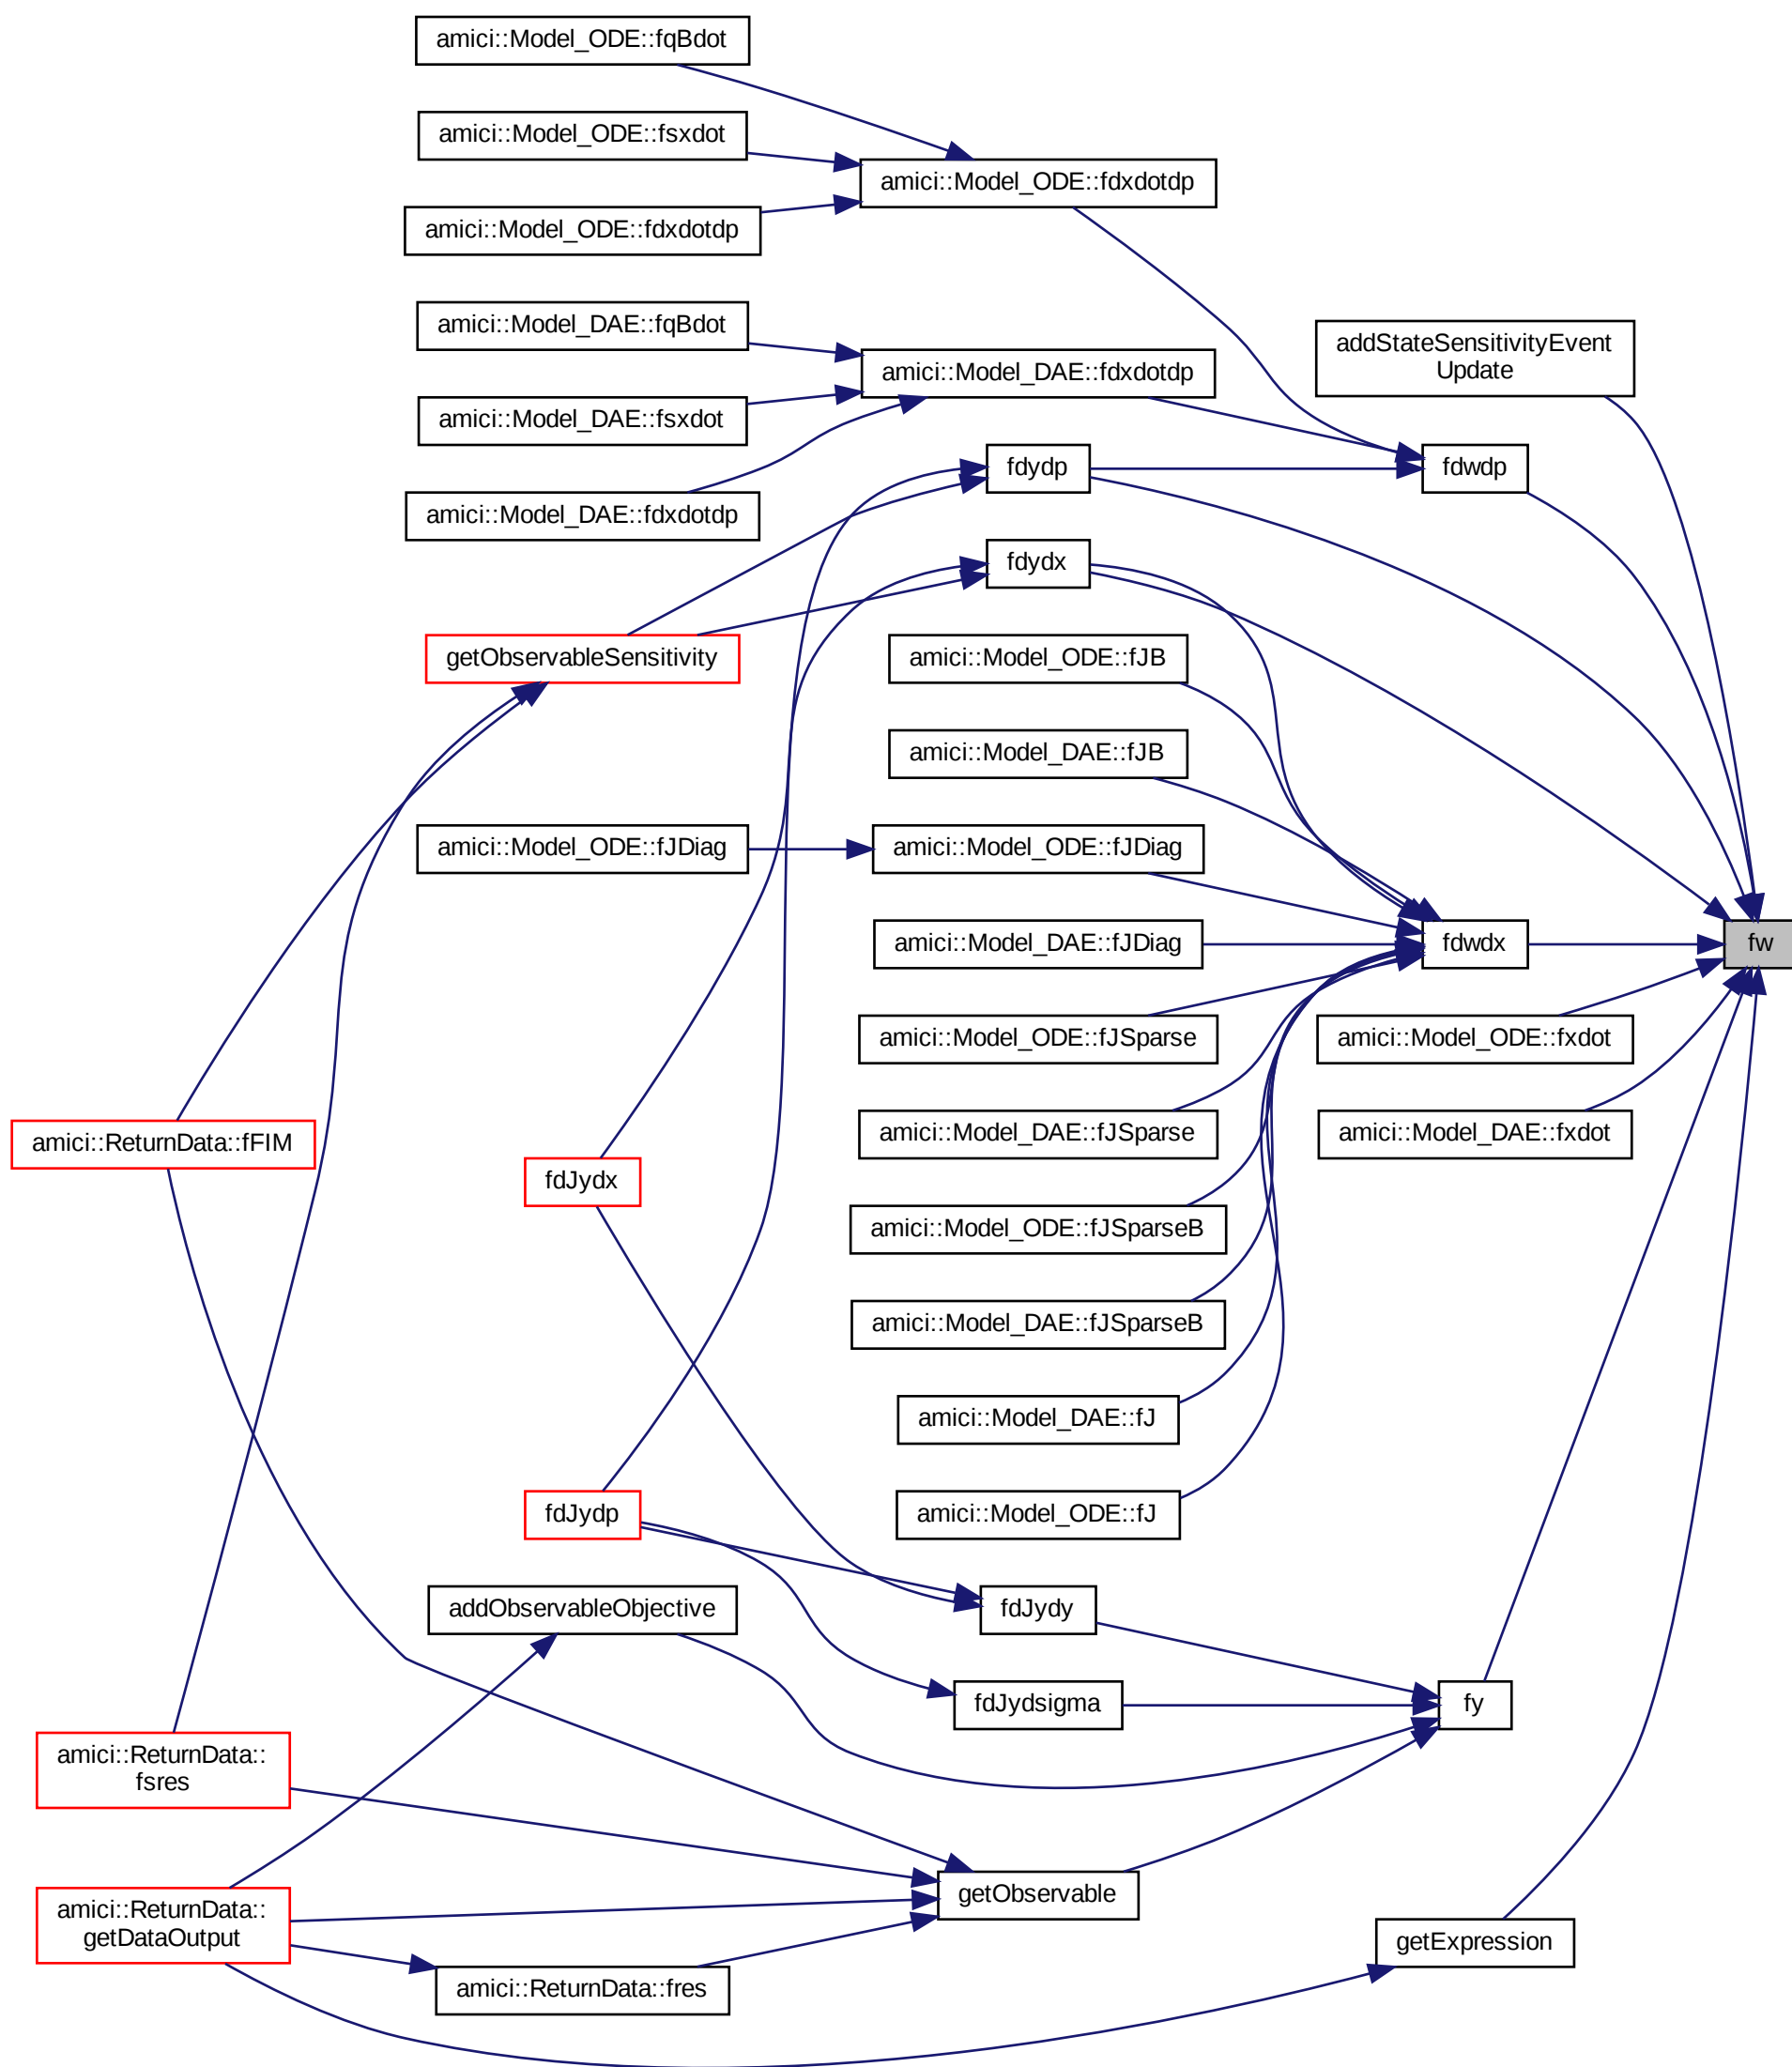 amici::Model_ODE::fqBdot
amici::Model_ODE::fsxdot
amici::Model_ODE::fdxdotdp
amici::Model_ODE::fdxdotdp
amici::Model_DAE::fqBdot
addStateSensitivityEvent
Update
amici::Model_DAE::fdxdotdp
amici::Model_DAE::fsxdot
fdydp
fdwdp
amici::Model_DAE::fdxdotdp
fdydx
getObservableSensitivity
amici::Model_ODE::fJB
amici::Model_DAE::fJB
amici::Model_ODE::fJDiag
amici::Model_ODE::fJDiag
amici::Model_DAE::fJDiag
fdwdx
fw
amici::Model_ODE::fJSparse
amici::Model_ODE::fxdot
amici::Model_DAE::fJSparse
amici::Model_DAE::fxdot
amici::ReturnData::fFIM
fdJydx
amici::Model_ODE::fJSparseB
amici::Model_DAE::fJSparseB
amici::Model_DAE::fJ
fdJydp
amici::Model_ODE::fJ
addObservableObjective
fdJydy
fdJydsigma
fy
amici::ReturnData::
fsres
getObservable
amici::ReturnData::
getDataOutput
getExpression
amici::ReturnData::fres